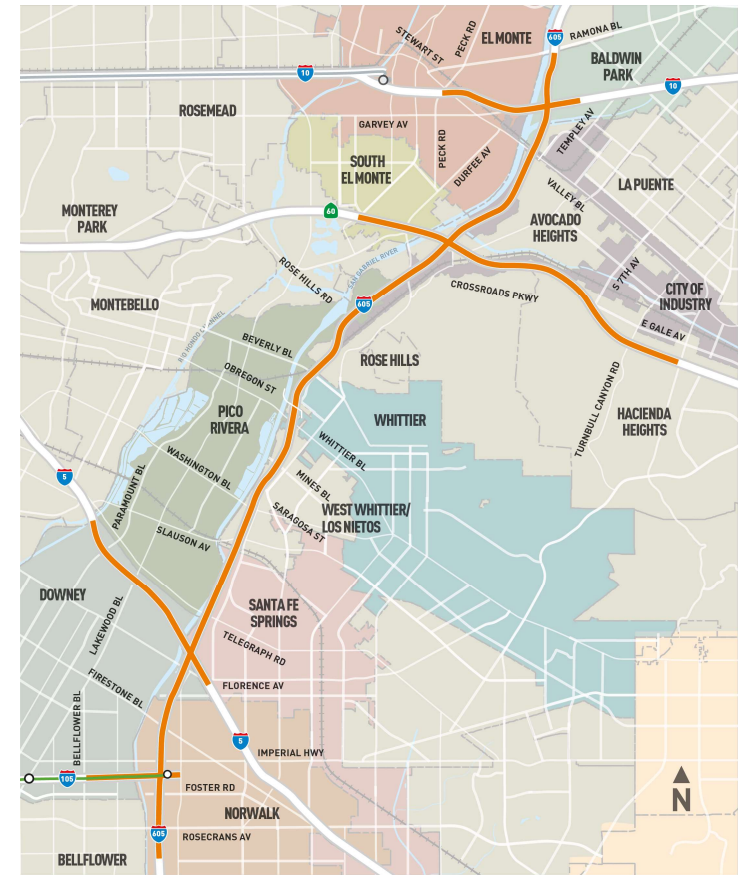 STEWART ST
PECK RD
EL MONTE
605
RAMONA BL
BALDWIN
PARK
10
10
ROSEMEAD
GARVEY AV
PECK RD
DURFEE AV
TEMPLEY AV
SOUTH
EL MONTE
LA PUENTE
VALLEY BL
MONTEREY
PARK
60
AVOCADO
HEIGHTS
SAN GABRIEL RIVER
ROSE HILLS RD
CROSSROADS PKWY
S 7TH AV
CITY OF
INDUSTRY
MONTEBELLO
605
E GALE AV
RIO HONDO CHANNEL
BEVERLY BL
ROSE HILLS
OBREGON ST
TURNBULL CANYON RD
PICO
RIVERA
WHITTIER
HACIENDA
HEIGHTS
WHITTIER BL
WASHINGTON BL
5
MINES BL
PARAMOUNT BL
WEST WHITTIER/
LOS NIETOS
SARAGOSA ST
SLAUSON AV
DOWNEY
LAKEWOOD BL
SANTA FE
SPRINGS
TELEGRAPH RD
FIRESTONE BL
FLORENCE AV
BELLFLOWER BL
5
IMPERIAL HWY
105
FOSTER RD
N
NORWALK
605
ROSECRANS AV
BELLFLOWER